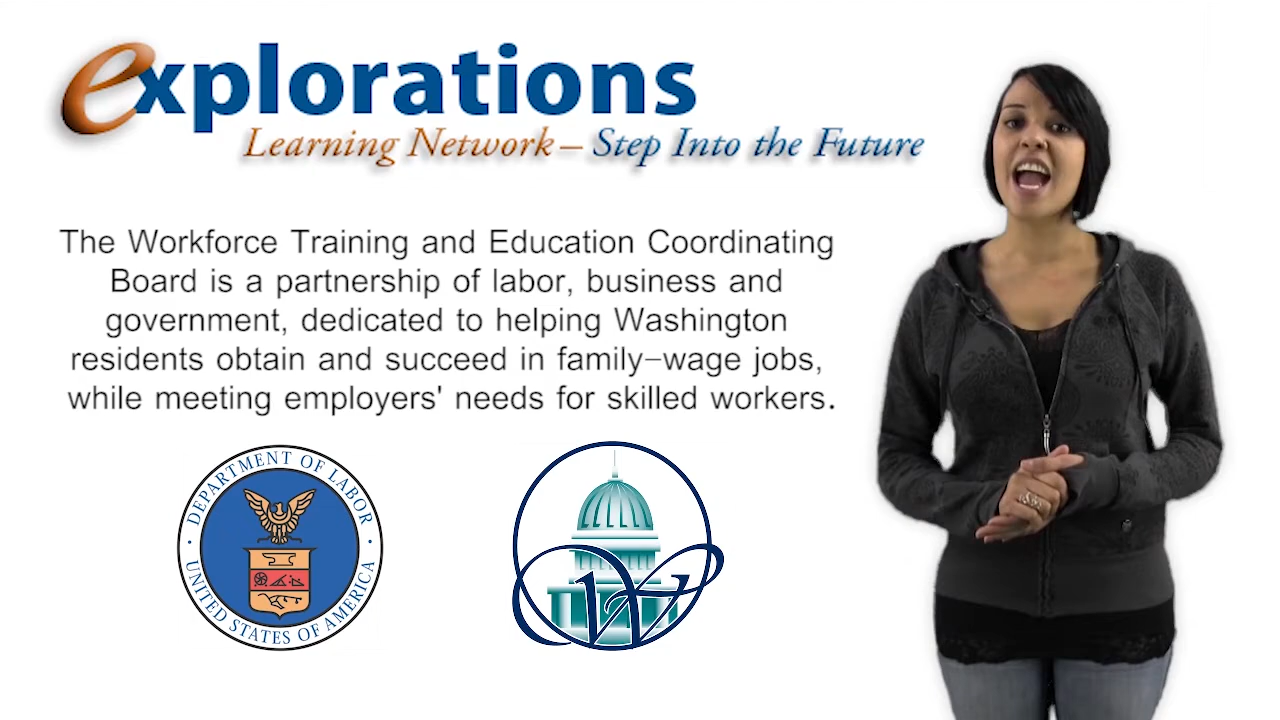 explorations
Learning Network – Step Into the Future
The Workforce Training and Education Coordinating
Board is a partnership of labor, business and
government, dedicated to helping Washington
residents obtain and succeed in family-wage jobs,
while meeting employers' needs for skilled workers.
DEPARTMENT OF LABOR
UNITED STATES OF AMERICA
W